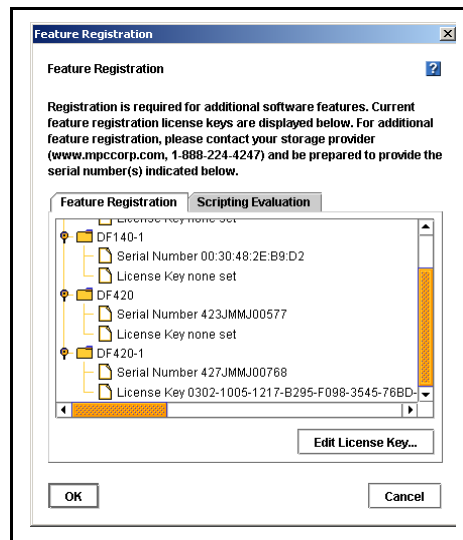 Feature Registration
Feature Registration
Registration is required for additional software features. Current
feature registration license keys are displayed below. For additional
feature registration, please contact your storage provider
(www.mpccorp.com, 1-888-224-4247) and be prepared to provide the
serial number(s) indicated below.
Feature Registration Scripting Evaluation
License Key none set
DF140-1
Serial Number 00:30:48:2E:B9:D2
License Key none set
DF420
Serial Number 423JMMJ00577
License Key none set
DF420-1
Serial Number 427JMMJ00768
License Key 0302-1005-1217-B295-F098-3545-76BD-
Edit License Key...
OK Cancel